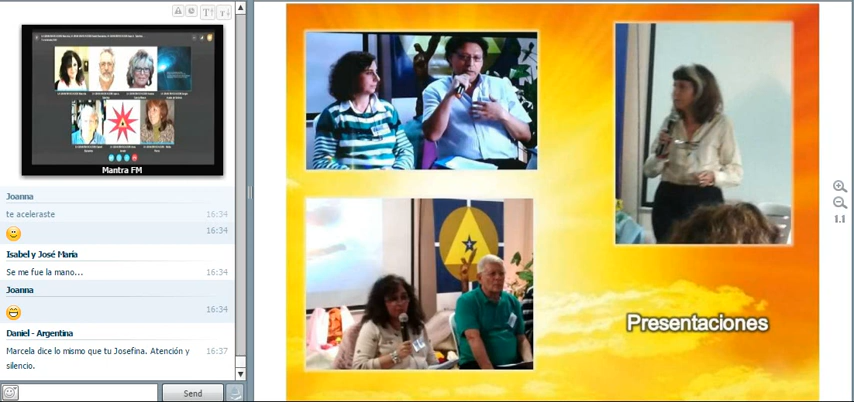 Mantra FM
Joanna
te aceleraste 16:34
16:34
Isabel y José María
Se me fue la mano... 16:34
Joanna
16:34
Daniel - Argentina
Marcela dice lo mismo que tu Josefina. Atención y 16:37
silencio.
Send
Presentaciones
1.1